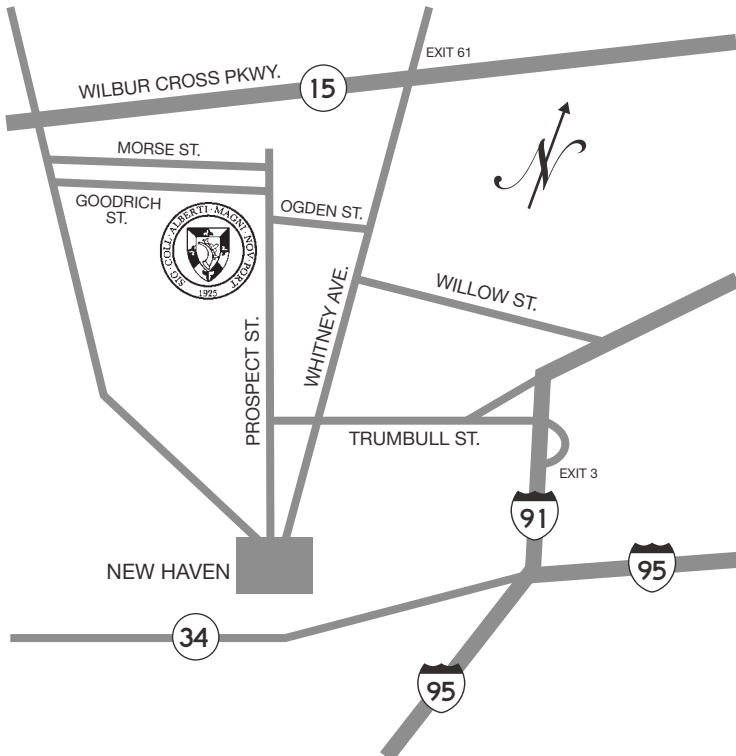 EXIT 61
WILBUR CROSS PKWY.
15
MORSE ST.
N
GOODRICH
ST.
OGDEN ST.
SIG·COLL·ALBERTI·MAGNI·NOV·PORT
1925
WILLOW ST.
WHITNEY AVE.
PROSPECT ST.
TRUMBULL ST.
EXIT 3
91
NEW HAVEN
95
34
95